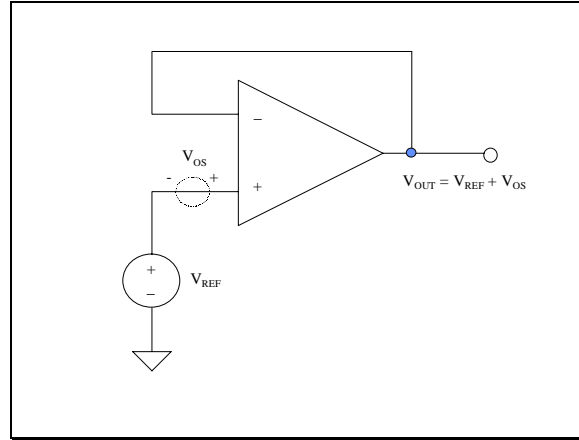 −
V_OS
- +
+
V_OUT = V_REF + V_OS
+
V_REF
−